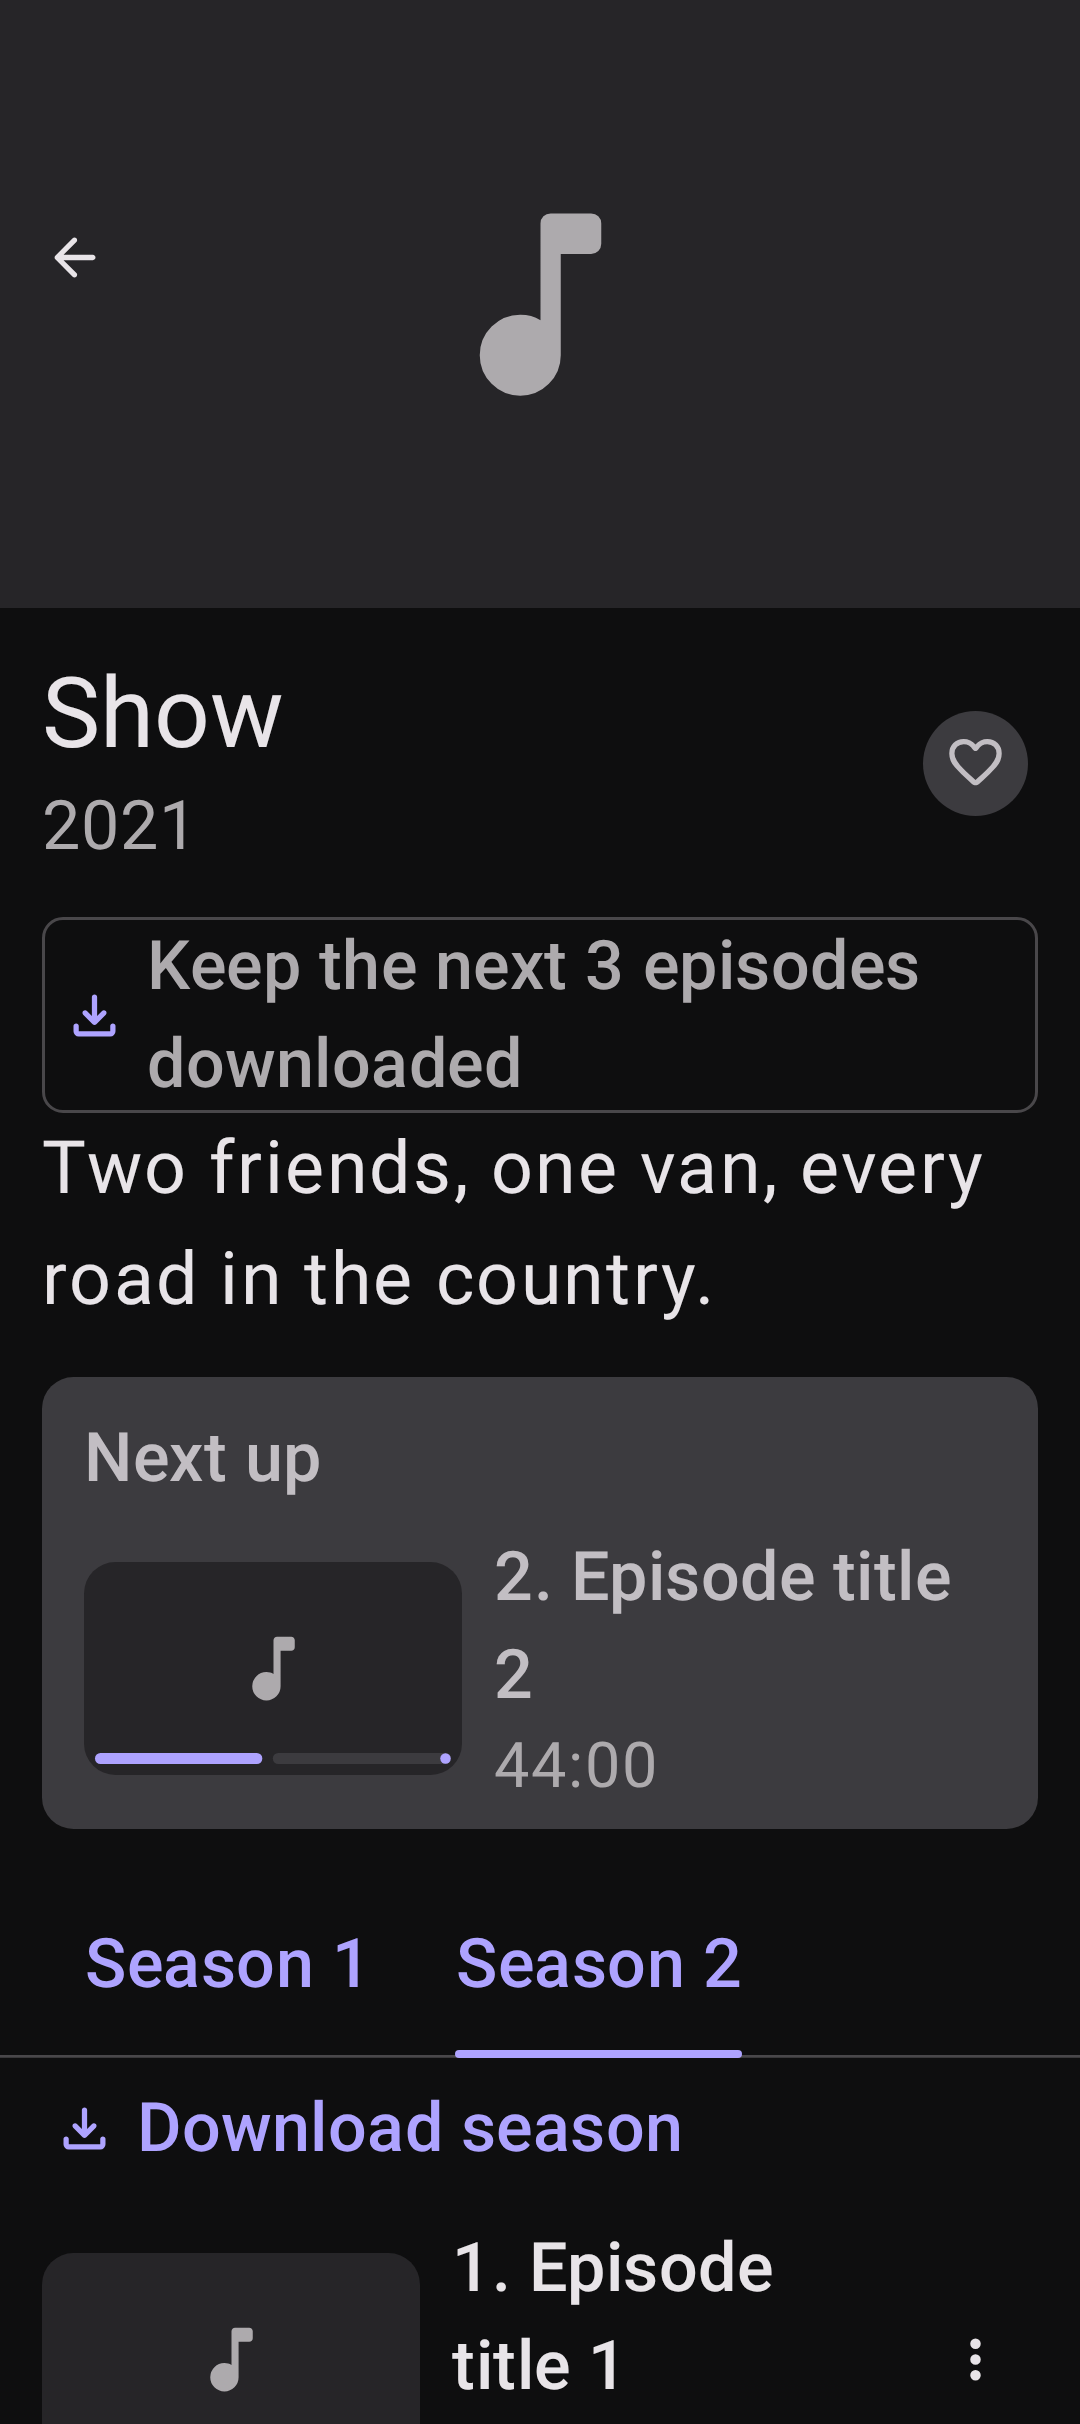 Show
2021
Keep the next 3 episodes
downloaded
Two friends, one van, every
road in the country.
Next up
2. Episode title
2
44:00
Season 1
Season 2
Download season
1. Episode
title 1